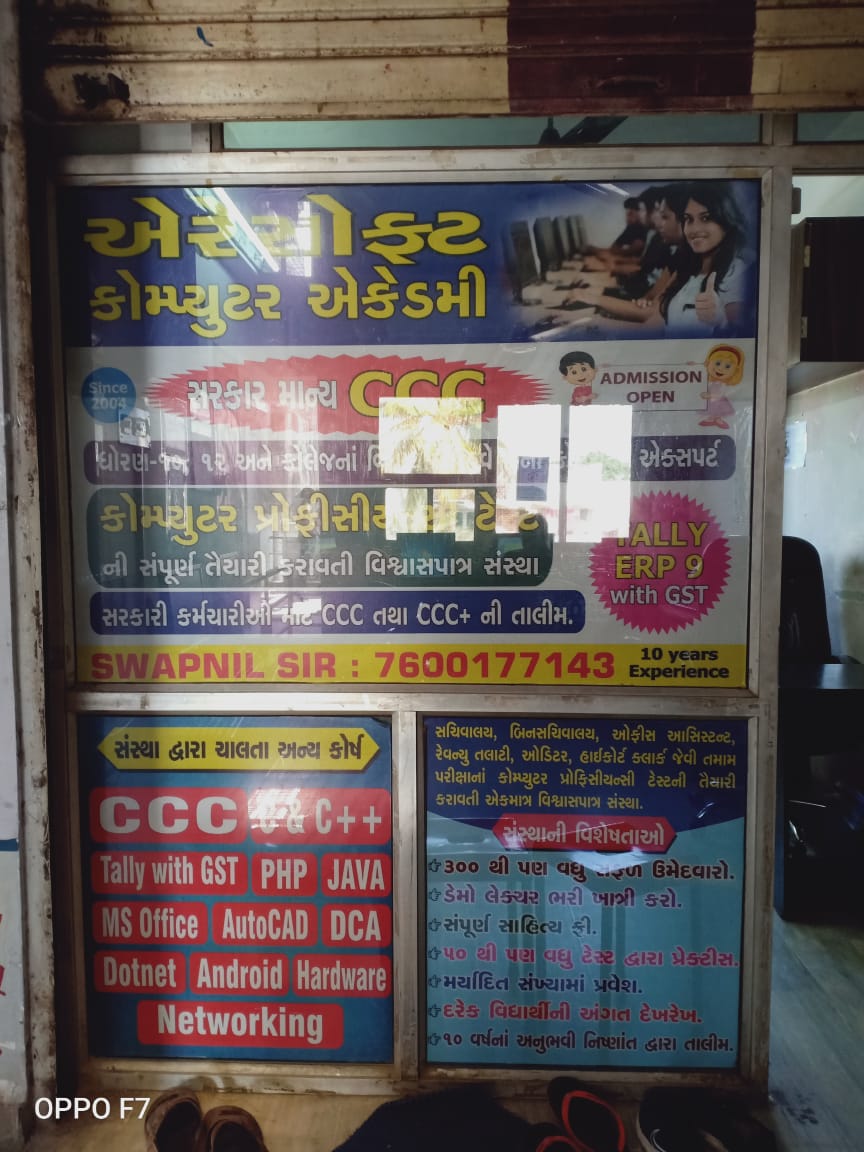 એરૈસોફ્ટ
કોમ્પ્યુટર એકેડમી
Since
2004
સરકાર માન્ય CCC
ADMISSION
OPEN
ધોરણ-૧૧ ૧૨ અને કોલેજનાં એક્સપર્ટ
કોમ્પ્યુટર
ની સંપૂર્ણ તૈયારી કરાવતી વિશ્વાસપાત્ર સંસ્થા
TALLY
ERP 9
with GST
સરકારી કર્મચારીઓ માટે CCC તથા CCC+ ની તાલીમ.
SWAPNIL SIR : 7600177143
10 years
Experience
સંસ્થા દ્વારા ચાલતા અન્ય કોર્ષ
CCC C & C++
Tally with GST PHP JAVA
MS Office AutoCAD DCA
Dotnet Android Hardware
Networking
સચિવાલય, બિનસચિવાલય, ઓફીસ આસિસ્ટન્ટ,
રેવન્યુ તલાટી, ઓડિટર, હાઈકોર્ટ ક્લાર્ક જેવી તમામ
પરીક્ષાનાં કોમ્પ્યુટર પ્રોફિસીયન્સી ટેસ્ટની તૈયારી
કરાવતી એકમાત્ર વિશ્વાસપાત્ર સંસ્થા.
સંસ્થાની વિશેષતાઓ
૩૦૦ થી પણ વધુ સફળ ઉમેદવારો.
ડેમો લેક્ચર ભરી ખાત્રી કરો.
સંપૂર્ણ સાહિત્ય ફ્રી.
૫૦ થી પણ વધુ ટેસ્ટ દ્વારા પ્રેક્ટીસ.
મર્યાદિત સંખ્યામાં પ્રવેશ.
દરેક વિદ્યાર્થીની અંગત દેખરેખ.
૧૦ વર્ષનાં અનુભવી નિષ્ણાંત દ્વારા તાલીમ.
OPPO F7